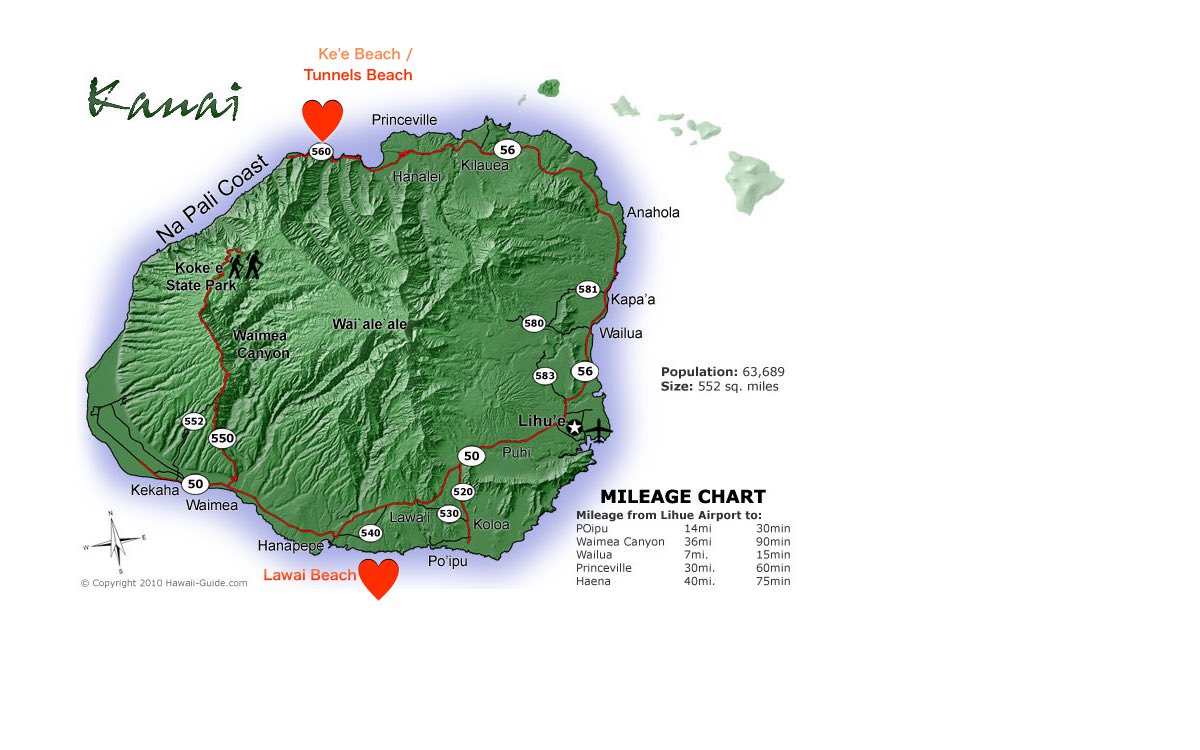 Ke'e Beach /
Tunnels Beach
Kauai
Princeville
560
56
Kilauea
Hanalei
Na Pali Coast
Anahola
Koke`e
State Park
581
Kapa'a
580
Wai`ale`ale
Wailua
Waimea
Canyon
583
56
Population: 63,689
Size: 552 sq. miles
552
550
Lihu'e
50
Puhi
Kekaha
50
Waimea
520
530
Lawa'i
Koloa
540
Hanapepe
Po'ipu
Lawai Beach
N
W
E
S
© Copyright 2010 Hawaii-Guide.com
MILEAGE CHART
Mileage from Lihue Airport to:
POipu 14mi 30min
Waimea Canyon 36mi 90min
Wailua 7mi. 15min
Princeville 30mi. 60min
Haena 40mi. 75min